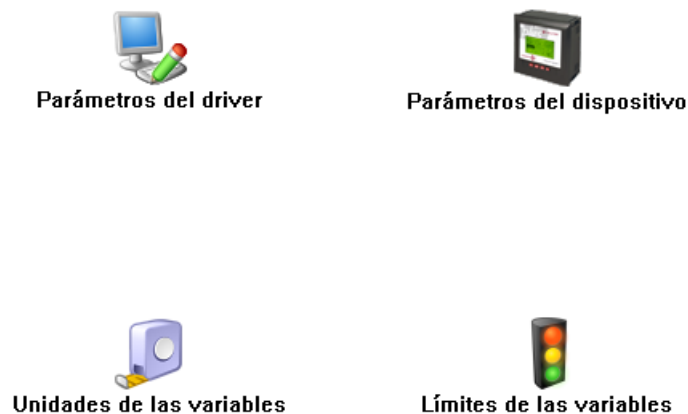 Parámetros del driver
Parámetros del dispositivo
Unidades de las variables
Límites de las variables